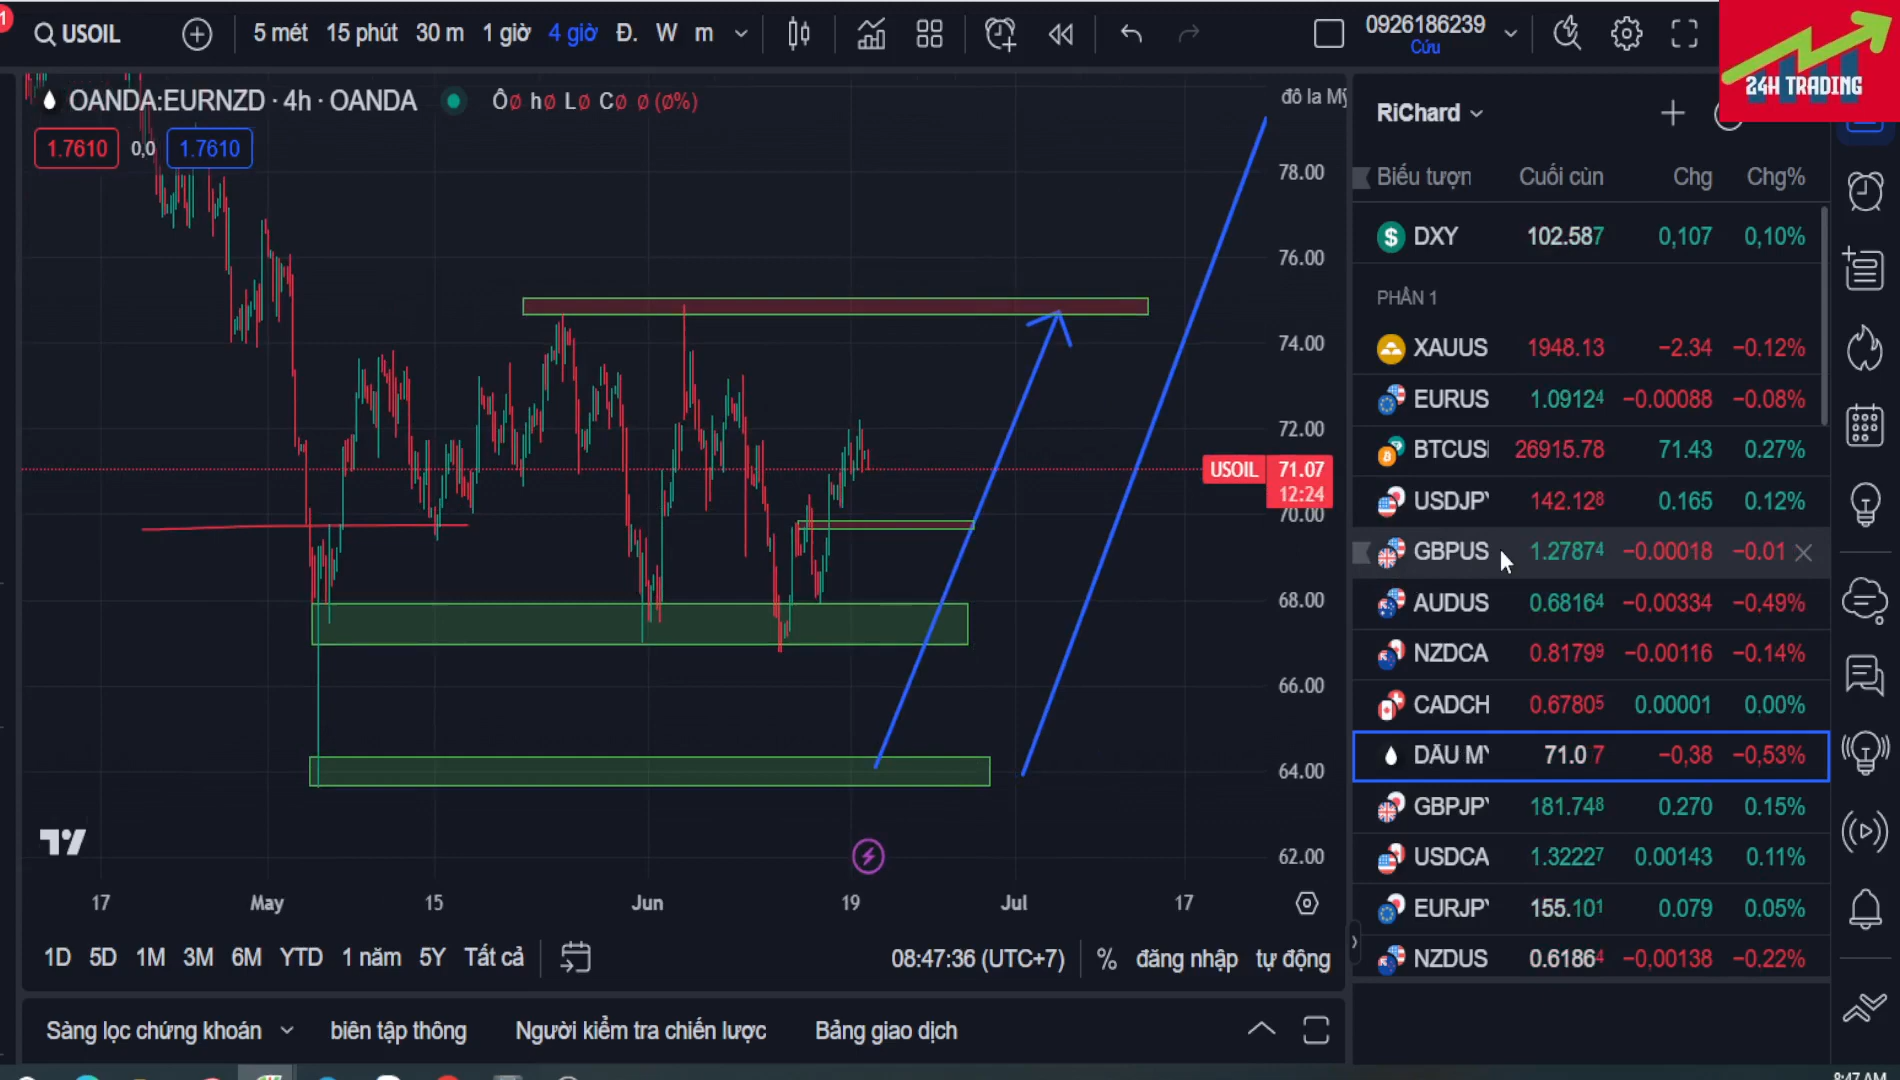 USOIL
5 mét 15 phút 30 m 1 giờ 4 giờ Đ. W m
0926186239
Cứu
24H TRADING
OANDA:EURNZD · 4h · OANDA Ô∅ h∅ L∅ C∅ ∅ (∅%)
1.7610 0,0 1.7610
đô la Mỹ
78.00
76.00
74.00
72.00
USOIL 71.07
12:24
70.00
68.00
66.00
64.00
62.00
17 May 15 Jun 19 Jul 17
1D 5D 1M 3M 6M YTD 1 năm 5Y Tất cả
08:47:36 (UTC+7) % đăng nhập tự động
Sàng lọc chứng khoán biên tập thông Người kiểm tra chiến lược Bảng giao dịch
RiChard
Biểu tượn Cuối cùn Chg Chg%
DXY 102.587 0,107 0,10%
PHẦN 1
XAUUS 1948.13 −2.34 −0.12%
EURUS 1.09124 −0.00088 −0.08%
BTCUS 26915.78 71.43 0.27%
USDJPY 142.128 0.165 0.12%
GBPUS 1.27874 −0.00018 −0.01
AUDUS 0.68164 −0.00334 −0.49%
NZDCA 0.81799 −0.00116 −0.14%
CADCH 0.67805 0.00001 0.00%
DẦU MỸ 71.07 −0,38 −0,53%
GBPJPY 181.748 0.270 0.15%
USDCA 1.32227 0.00143 0.11%
EURJPY 155.101 0.079 0.05%
NZDUS 0.61864 −0.00138 −0.22%
8:47 AM